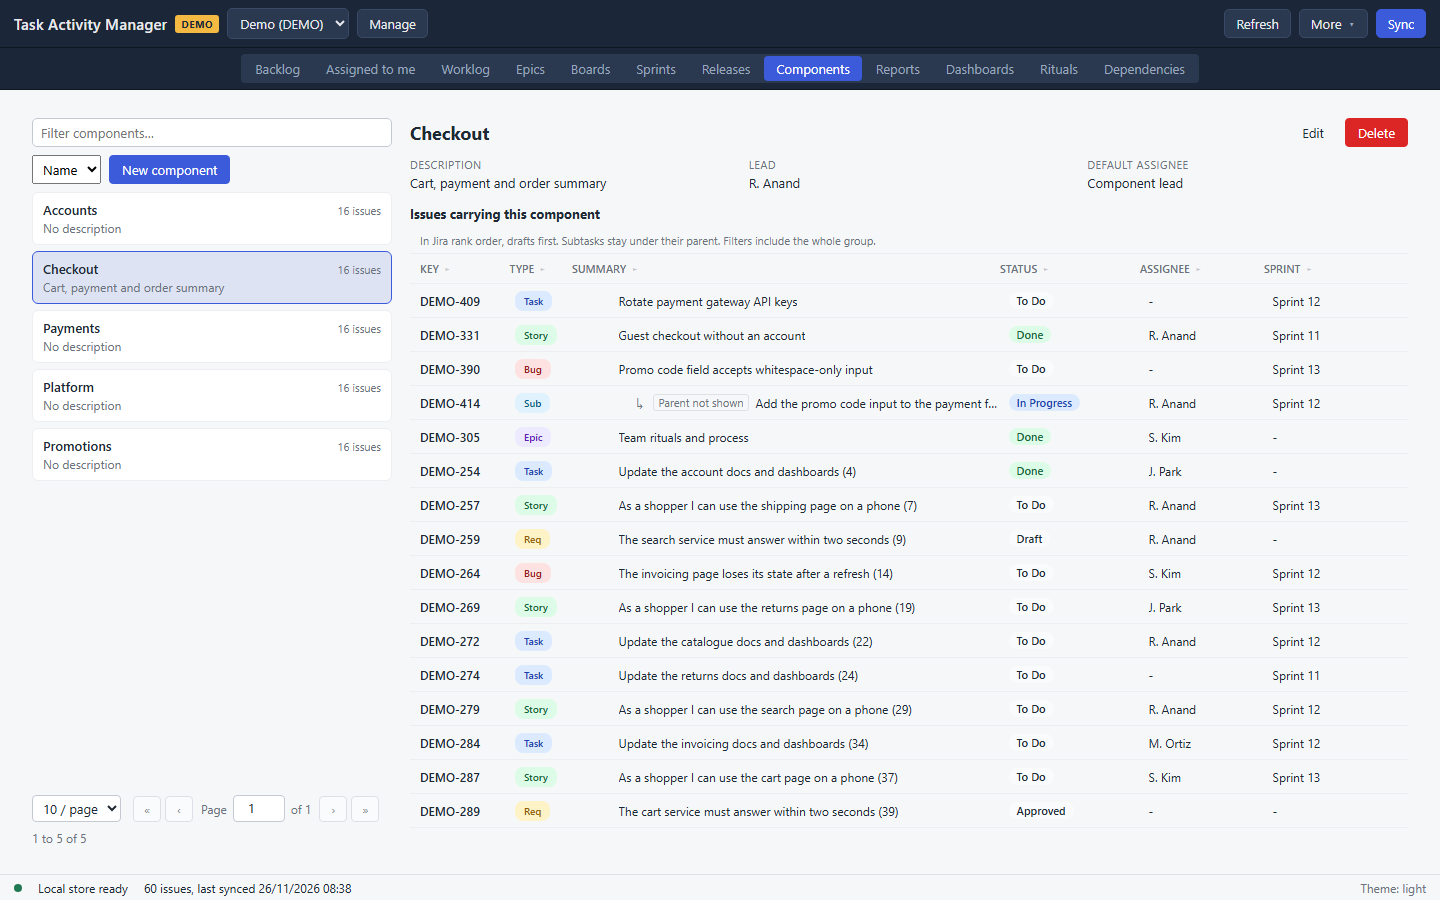 Task Activity Manager DEMO Demo (DEMO) Manage Refresh More Sync
Backlog Assigned to me Worklog Epics Boards Sprints Releases Components Reports Dashboards Rituals Dependencies
Filter components...
Name New component
Accounts 16 issues
No description
Checkout 16 issues
Cart, payment and order summary
Payments 16 issues
No description
Platform 16 issues
No description
Promotions 16 issues
No description
10 / page « ‹ Page 1 of 1 › »
1 to 5 of 5
Checkout Edit Delete
DESCRIPTION LEAD DEFAULT ASSIGNEE
Cart, payment and order summary R. Anand Component lead
Issues carrying this component
In Jira rank order, drafts first. Subtasks stay under their parent. Filters include the whole group.
KEY TYPE SUMMARY STATUS ASSIGNEE SPRINT
DEMO-409 Task Rotate payment gateway API keys To Do - Sprint 12
DEMO-331 Story Guest checkout without an account Done R. Anand Sprint 11
DEMO-390 Bug Promo code field accepts whitespace-only input To Do - Sprint 13
DEMO-414 Sub ↳ Parent not shown Add the promo code input to the payment f... In Progress R. Anand Sprint 12
DEMO-305 Epic Team rituals and process Done S. Kim -
DEMO-254 Task Update the account docs and dashboards (4) Done J. Park -
DEMO-257 Story As a shopper I can use the shipping page on a phone (7) To Do R. Anand Sprint 13
DEMO-259 Req The search service must answer within two seconds (9) Draft R. Anand -
DEMO-264 Bug The invoicing page loses its state after a refresh (14) To Do S. Kim Sprint 12
DEMO-269 Story As a shopper I can use the returns page on a phone (19) To Do J. Park Sprint 13
DEMO-272 Task Update the catalogue docs and dashboards (22) To Do R. Anand Sprint 12
DEMO-274 Task Update the returns docs and dashboards (24) To Do - Sprint 11
DEMO-279 Story As a shopper I can use the search page on a phone (29) To Do R. Anand Sprint 12
DEMO-284 Task Update the invoicing docs and dashboards (34) To Do M. Ortiz Sprint 12
DEMO-287 Story As a shopper I can use the cart page on a phone (37) To Do S. Kim Sprint 13
DEMO-289 Req The cart service must answer within two seconds (39) Approved - -
Local store ready 60 issues, last synced 26/11/2026 08:38 Theme: light